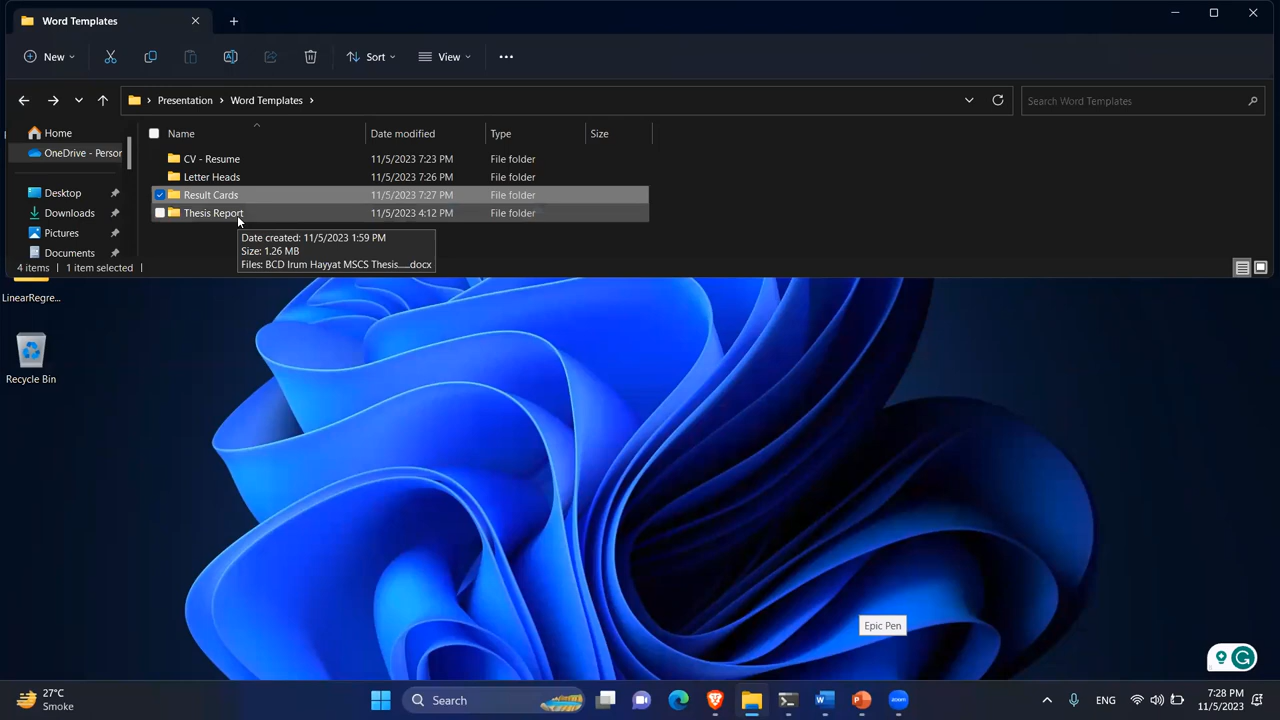 Word Templates
New
Sort
View
Presentation
Word Templates
Search Word Templates
Home
OneDrive - Persor
Desktop
Downloads
Pictures
Documents
Name
Date modified
Type
Size
CV - Resume
11/5/2023 7:23 PM
File folder
Letter Heads
11/5/2023 7:26 PM
File folder
Result Cards
11/5/2023 7:27 PM
File folder
Thesis Report
11/5/2023 4:12 PM
File folder
Date created: 11/5/2023 1:59 PM
Size: 1.26 MB
Files: BCD Irum Hayyat MSCS Thesis.....docx
4 items
1 item selected
LinearRegre...
Recycle Bin
Epic Pen
27°C
Smoke
Search
zoom
ENG
7:28 PM
11/5/2023